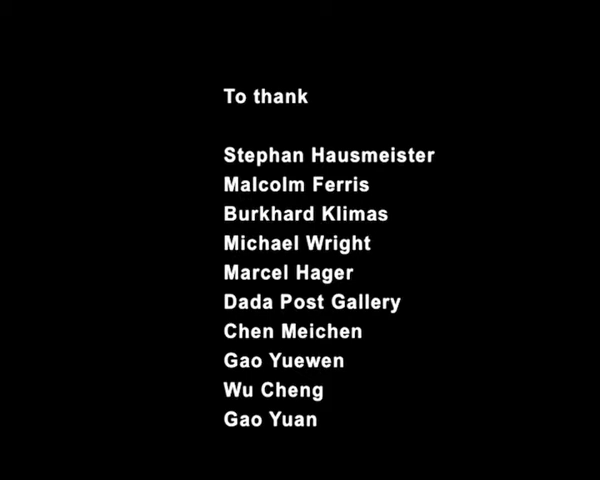 To thank
Stephan Hausmeister
Malcolm Ferris
Burkhard Klimas
Michael Wright
Marcel Hager
Dada Post Gallery
Chen Meichen
Gao Yuewen
Wu Cheng
Gao Yuan